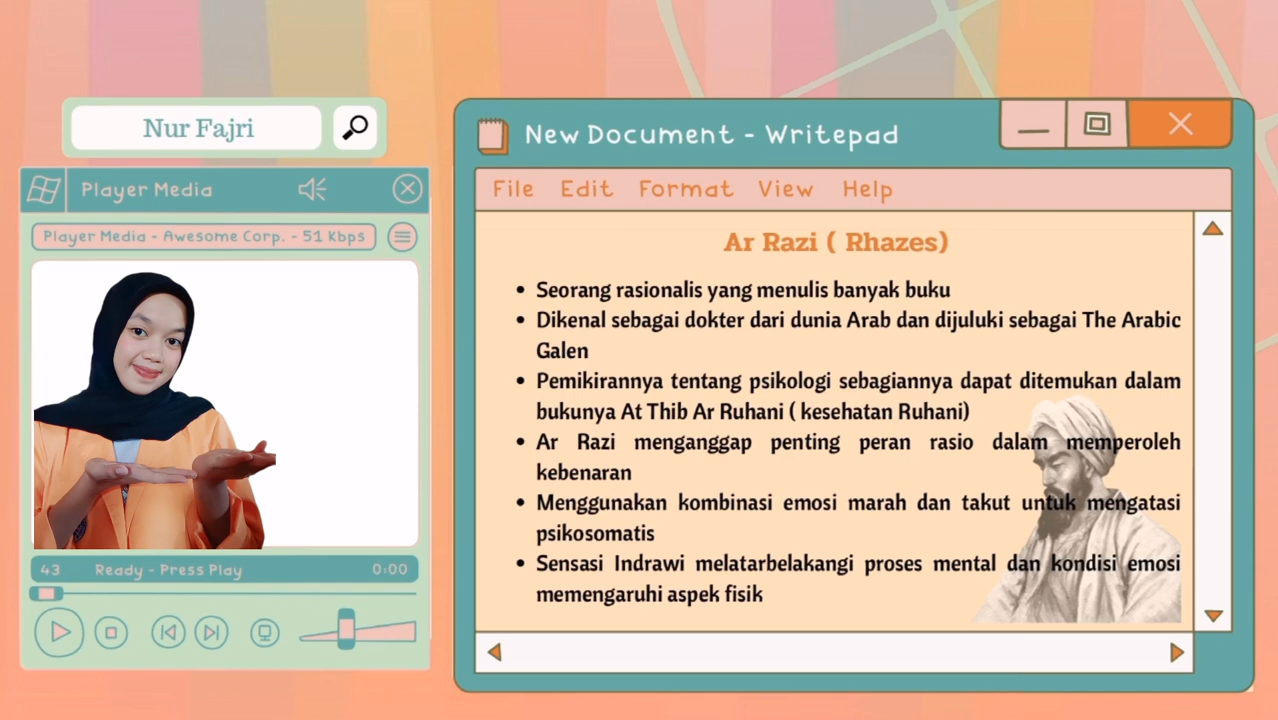 Nur Fajri
Player Media
Player Media - Awesome Corp. - 51 Kbps
43 Ready - Press Play 0:00
New Document - Writepad
File Edit Format View Help
Ar Razi ( Rhazes)
• Seorang rasionalis yang menulis banyak buku
• Dikenal sebagai dokter dari dunia Arab dan dijuluki sebagai The Arabic
Galen
• Pemikirannya tentang psikologi sebagiannya dapat ditemukan dalam
bukunya At Thib Ar Ruhani ( kesehatan Ruhani)
• Ar Razi menganggap penting peran rasio dalam memperoleh
kebenaran
• Menggunakan kombinasi emosi marah dan takut untuk mengatasi
psikosomatis
• Sensasi Indrawi melatarbelakangi proses mental dan kondisi emosi
memengaruhi aspek fisik